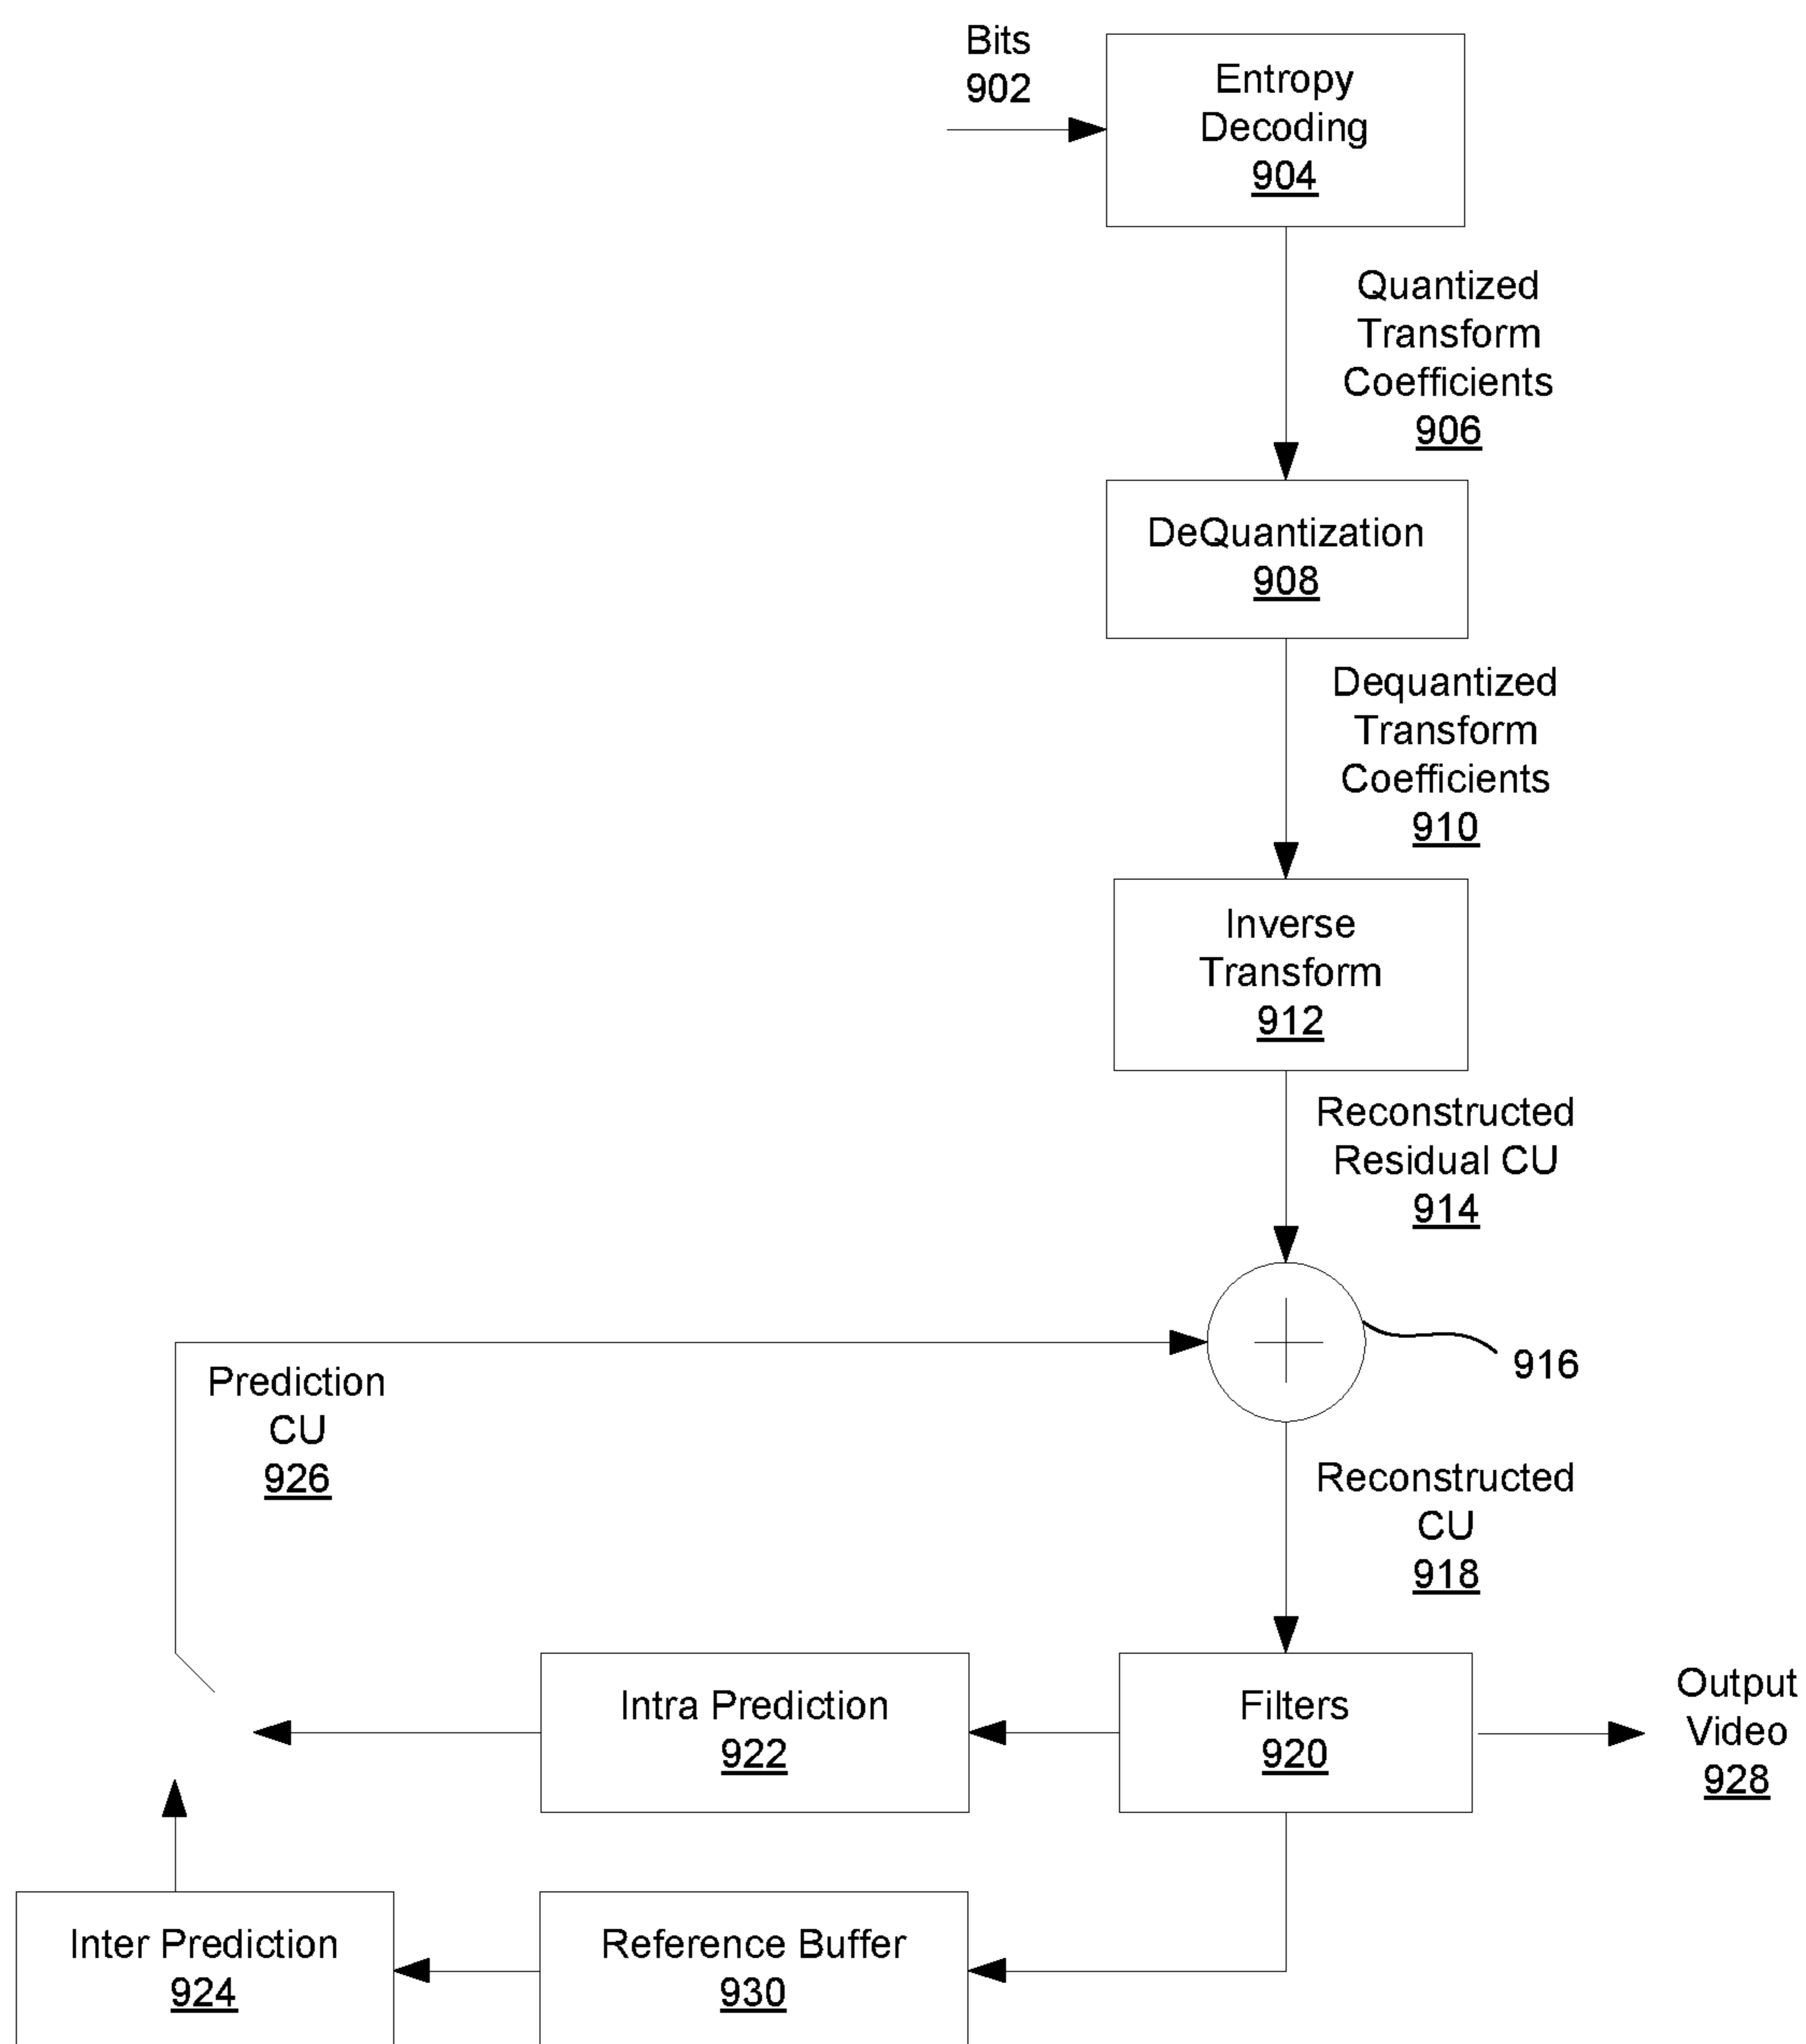 Bits
902
Entropy
Decoding
904
Quantized
Transform
Coefficients
906
DeQuantization
908
Dequantized
Transform
Coefficients
910
Inverse
Transform
912
Reconstructed
Residual CU
914
916
Prediction
CU
926
Reconstructed
CU
918
Intra Prediction
922
Filters
920
Output
Video
928
Inter Prediction
924
Reference Buffer
930